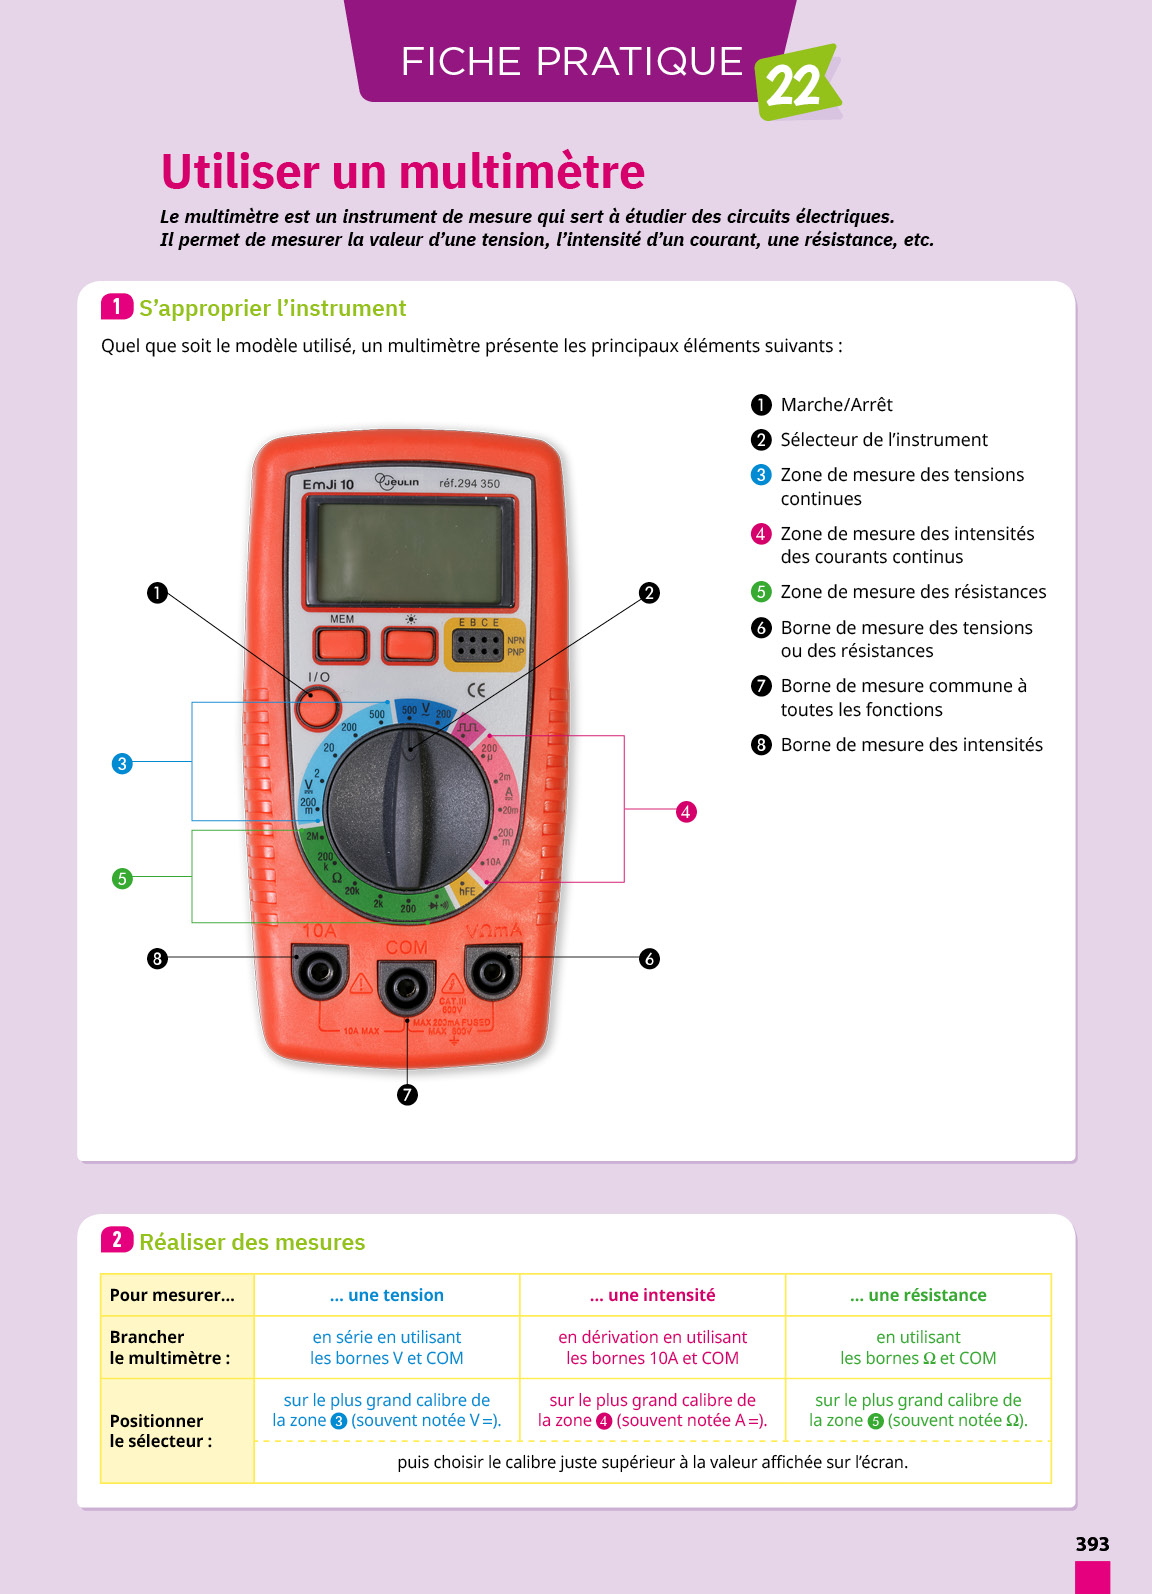 FICHE PRATIQUE 22
Utiliser un multimètre
Le multimètre est un instrument de mesure qui sert à étudier des circuits électriques.
Il permet de mesurer la valeur d'une tension, l'intensité d'un courant, une résistance, etc.
1 S'approprier l'instrument
Quel que soit le modèle utilisé, un multimètre présente les principaux éléments suivants :
1 Marche/Arrêt
2 Sélecteur de l'instrument
3 Zone de mesure des tensions
continues
4 Zone de mesure des intensités
des courants continus
5 Zone de mesure des résistances
6 Borne de mesure des tensions
ou des résistances
7 Borne de mesure commune à
toutes les fonctions
8 Borne de mesure des intensités
EmJi 10 JEULIN réf.294 350
1
2
MEM
E B C E
NPN
PNP
I/O
CE
500
500 V 200
200
20
2
V
200
m
200
µ
2m
A
20m
200
m
10A
hFE
2M
200
k
Ω
20k
2k
200
3
4
5
10A
COM
VΩmA
8
6
CAT.III
600V
10A MAX
MAX 200mA FUSED
MAX 600V
7
2 Réaliser des mesures
Pour mesurer... ... une tension ... une intensité ... une résistance
Brancher
le multimètre :
en série en utilisant
les bornes V et COM
en dérivation en utilisant
les bornes 10A et COM
en utilisant
les bornes Ω et COM
Positionner
le sélecteur :
sur le plus grand calibre de
la zone 3 (souvent notée V =).
sur le plus grand calibre de
la zone 4 (souvent notée A =).
sur le plus grand calibre de
la zone 5 (souvent notée Ω).
puis choisir le calibre juste supérieur à la valeur affichée sur l'écran.
393